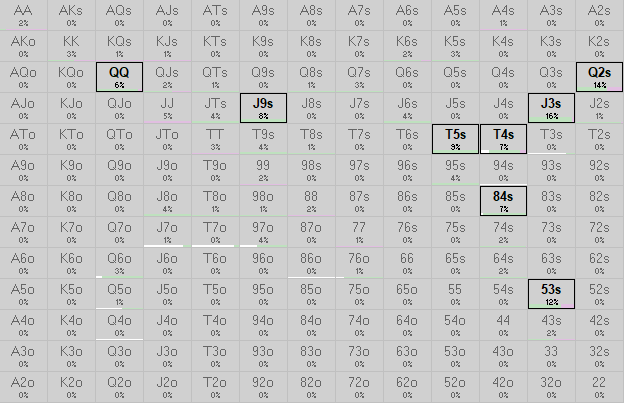 AA AKs AQs AJs ATs A9s A8s A7s A6s A5s A4s A3s A2s
2% 0% 0% 0% 0% 0% 0% 0% 0% 0% 1% 0% 0%
AKo KK KQs KJs KTs K9s K8s K7s K6s K5s K4s K3s K2s
0% 3% 1% 1% 0% 0% 0% 0% 2% 3% 0% 0% 0%
AQo KQo QQ QJs QTs Q9s Q8s Q7s Q6s Q5s Q4s Q3s Q2s
0% 0% 6% 2% 1% 0% 1% 3% 0% 0% 0% 0% 14%
AJo KJo QJo JJ JTs J9s J8s J7s J6s J5s J4s J3s J2s
0% 0% 0% 5% 4% 8% 0% 0% 4% 0% 0% 16% 1%
ATo KTo QTo JTo TT T9s T8s T7s T6s T5s T4s T3s T2s
0% 0% 0% 0% 3% 4% 1% 0% 0% 9% 7% 0% 0%
A9o K9o Q9o J9o T9o 99 98s 97s 96s 95s 94s 93s 92s
0% 0% 0% 0% 0% 2% 0% 0% 0% 4% 0% 0% 0%
A8o K8o Q8o J8o T8o 98o 88 87s 86s 85s 84s 83s 82s
0% 0% 0% 4% 1% 1% 2% 0% 0% 0% 7% 0% 0%
A7o K7o Q7o J7o T7o 97o 87o 77 76s 75s 74s 73s 72s
0% 0% 0% 1% 0% 4% 0% 1% 0% 0% 2% 0% 0%
A6o K6o Q6o J6o T6o 96o 86o 76o 66 65s 64s 63s 62s
0% 0% 3% 0% 0% 0% 0% 1% 0% 0% 2% 0% 0%
A5o K5o Q5o J5o T5o 95o 85o 75o 65o 55 54s 53s 52s
0% 0% 1% 0% 0% 0% 0% 0% 0% 0% 0% 12% 0%
A4o K4o Q4o J4o T4o 94o 84o 74o 64o 54o 44 43s 42s
0% 0% 0% 0% 0% 0% 0% 0% 0% 0% 0% 2% 0%
A3o K3o Q3o J3o T3o 93o 83o 73o 63o 53o 43o 33 32s
0% 0% 0% 0% 0% 0% 0% 0% 0% 0% 0% 0% 0%
A2o K2o Q2o J2o T2o 92o 82o 72o 62o 52o 42o 32o 22
0% 0% 0% 0% 0% 0% 0% 0% 0% 0% 0% 0% 0%